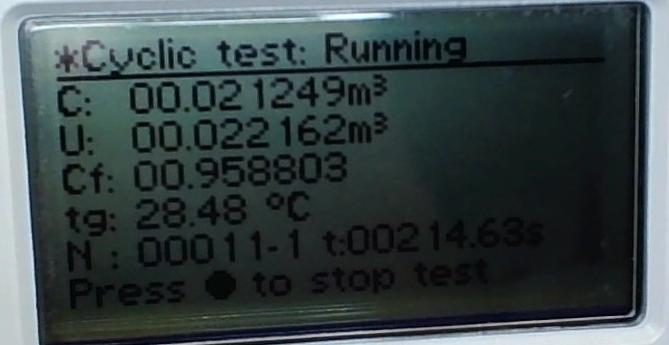 *Cyclic test: Running
C: 00.021249m³
U: 00.022162m³
Cf: 00.958803
tg: 28.48 °C
N : 00011-1 t:00214.63s
Press ● to stop test